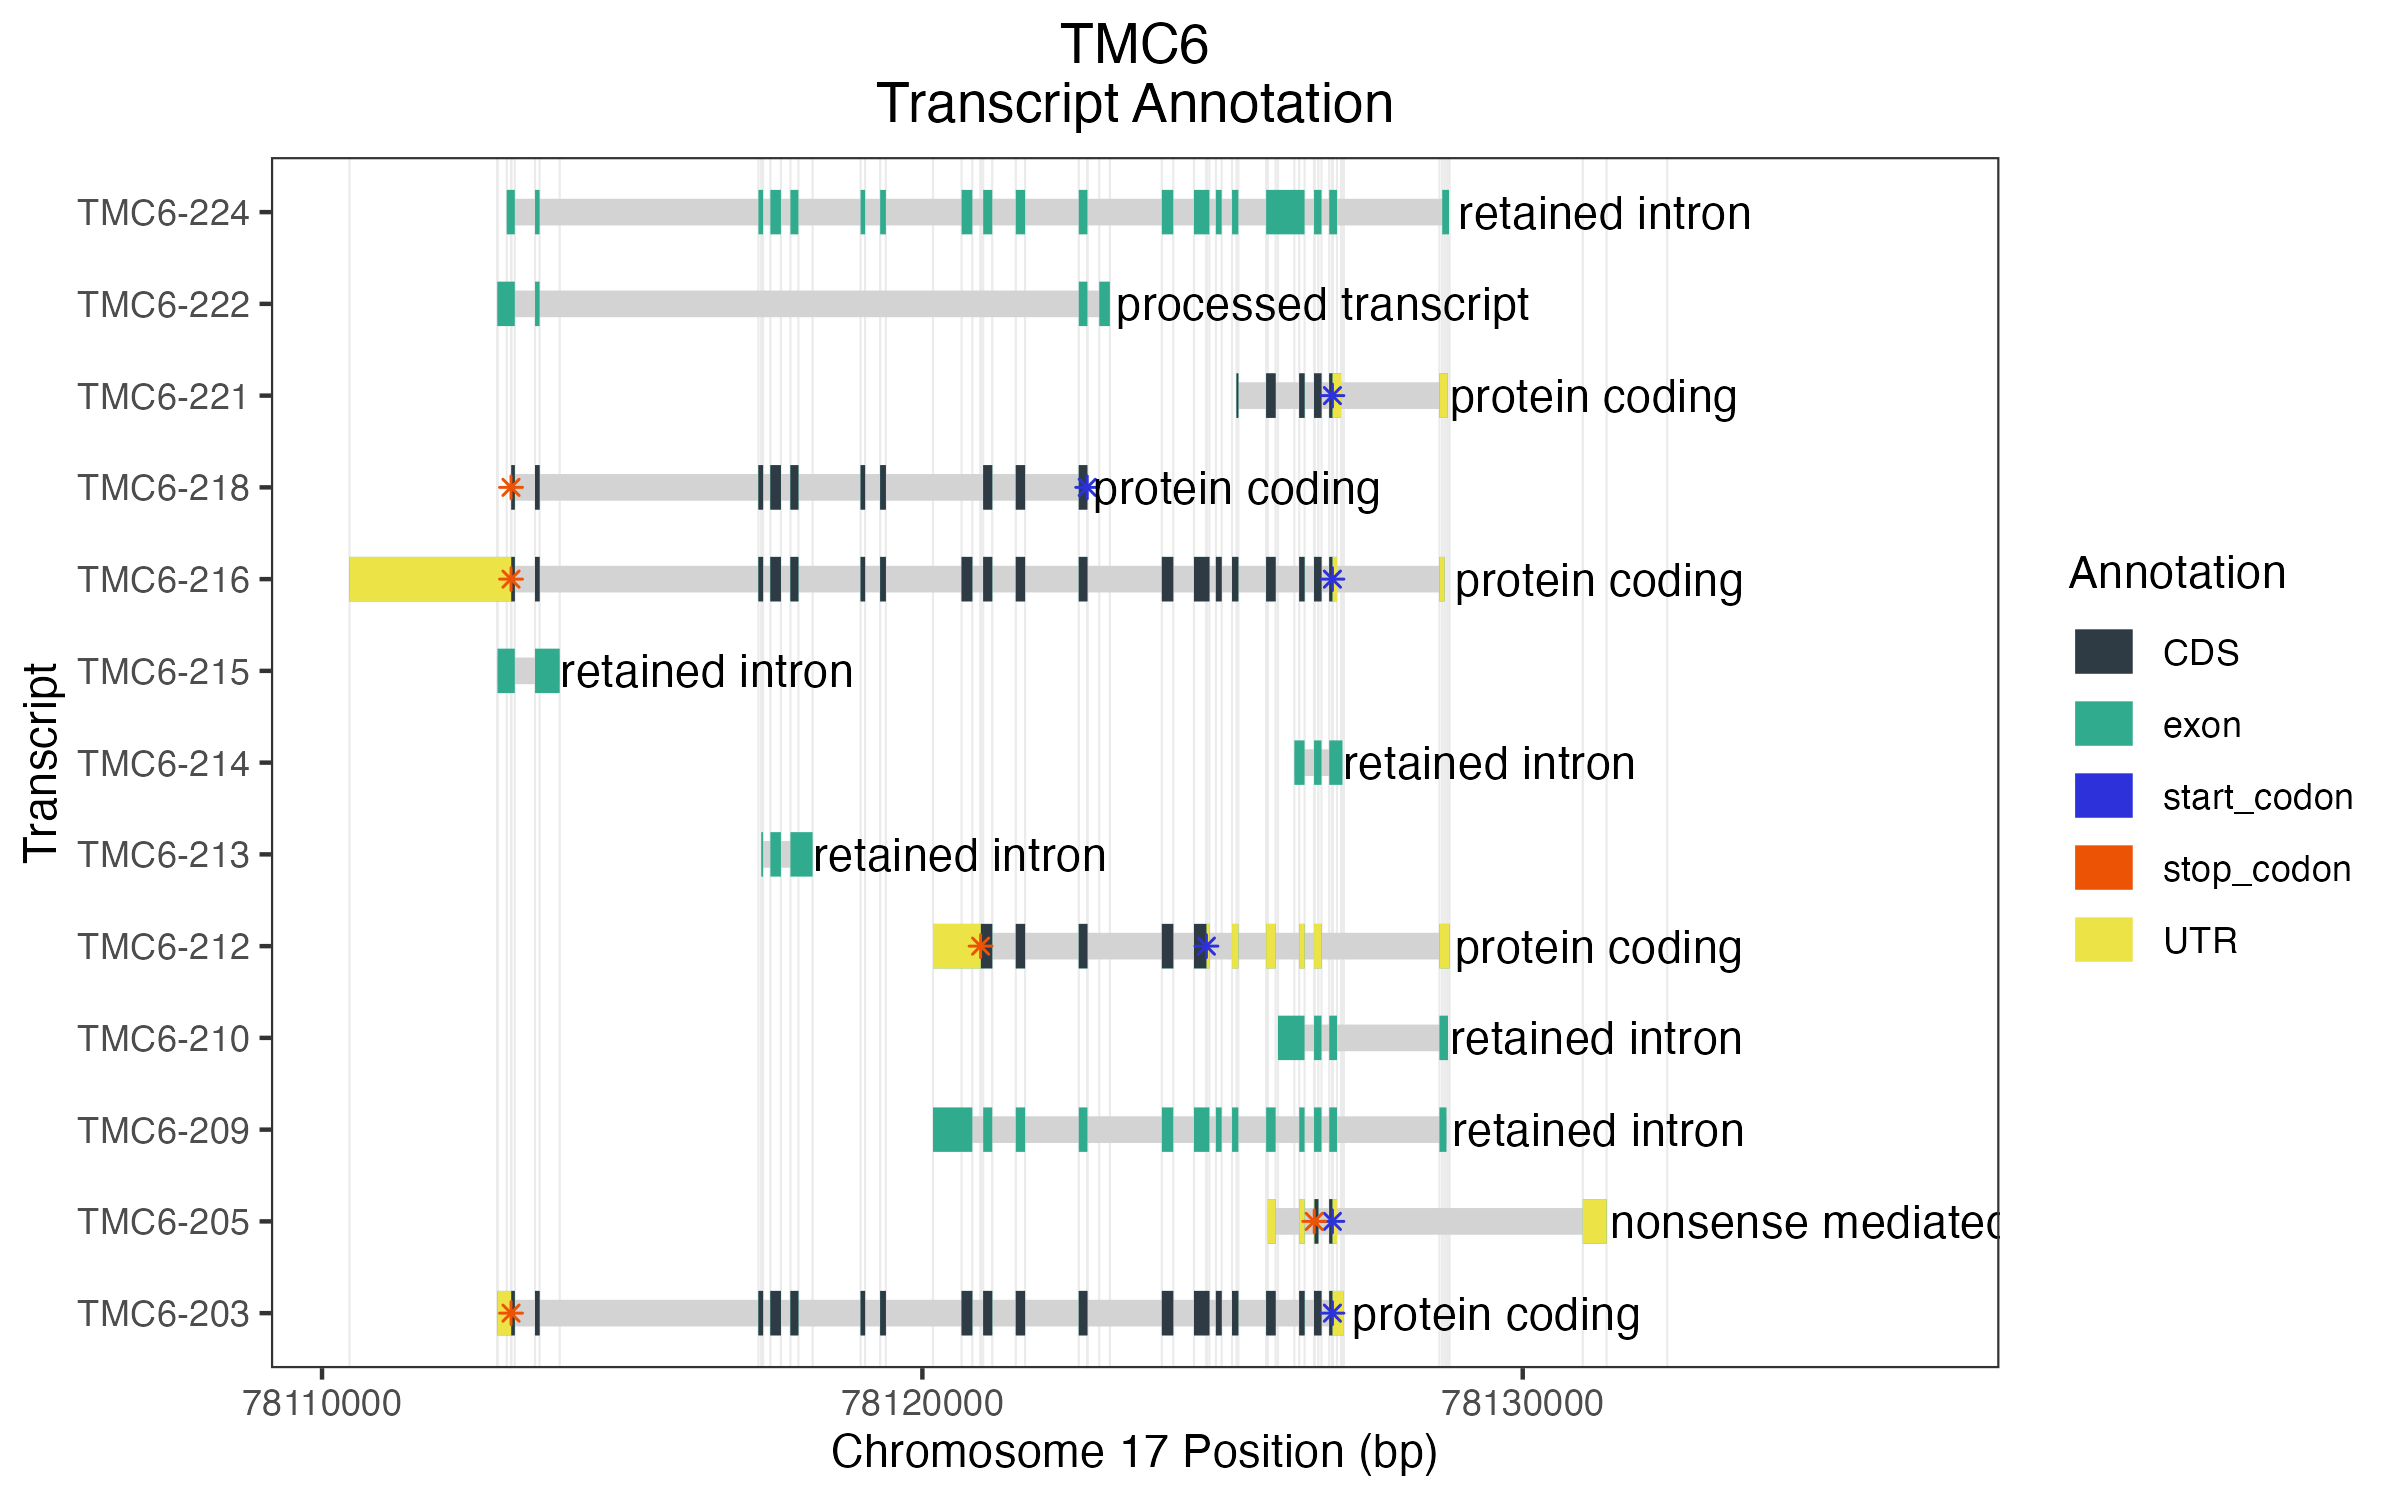 TMC6
Transcript Annotation
TMC6-224 retained intron
TMC6-222 processed transcript
TMC6-221 protein coding
TMC6-218 protein coding
TMC6-216 protein coding
TMC6-215 retained intron
TMC6-214 retained intron
TMC6-213 retained intron
TMC6-212 protein coding
TMC6-210 retained intron
TMC6-209 retained intron
TMC6-205 nonsense mediated
TMC6-203 protein coding
Transcript
78110000 78120000 78130000
Chromosome 17 Position (bp)
Annotation
CDS
exon
start_codon
stop_codon
UTR